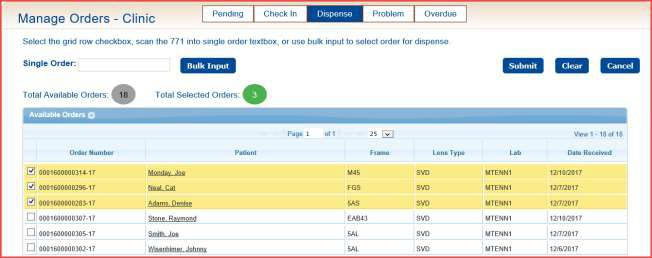 Manage Orders - Clinic
Pending Check In Dispense Problem Overdue
Select the grid row checkbox, scan the 771 into single order textbox, or use bulk input to select order for dispense.
Single Order: Bulk Input Submit Clear Cancel
Total Available Orders: 18 Total Selected Orders: 3
Available Orders
Page 1 of 1 25 View 1 - 18 of 18
Order Number Patient Frame Lens Type Lab Date Received
0001600000314-17 Monday, Joe M45 SVD MTENN1 12/10/2017
0001600000296-17 Neal, Cat FGS SVD MTENN1 12/7/2017
0001600000283-17 Adams, Denise 5AS SVD MTENN1 12/7/2017
0001600000307-17 Stone, Raymond EAB43 SVD MTENN1 12/10/2017
0001600000305-17 Smith, Joe 5AL SVD MTENN1 12/7/2017
0001600000302-17 Wisenhimer, Johnny 5AL SVD MTENN1 12/6/2017